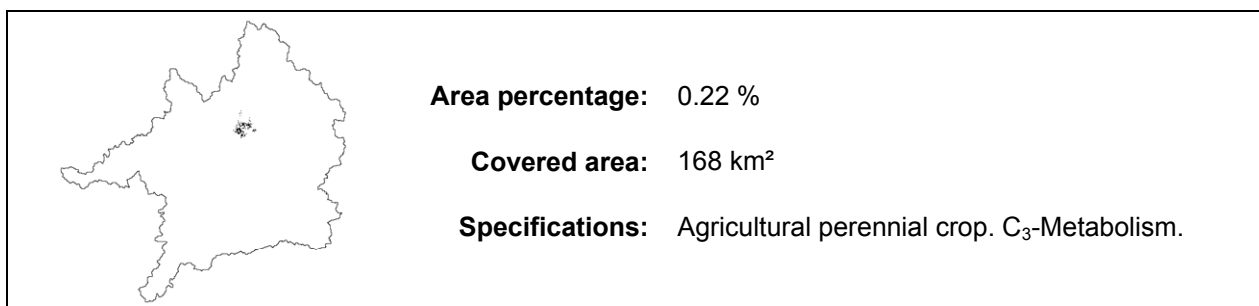 Area percentage: 0.22 %
Covered area: 168 km²
Specifications: Agricultural perennial crop. C₃-Metabolism.